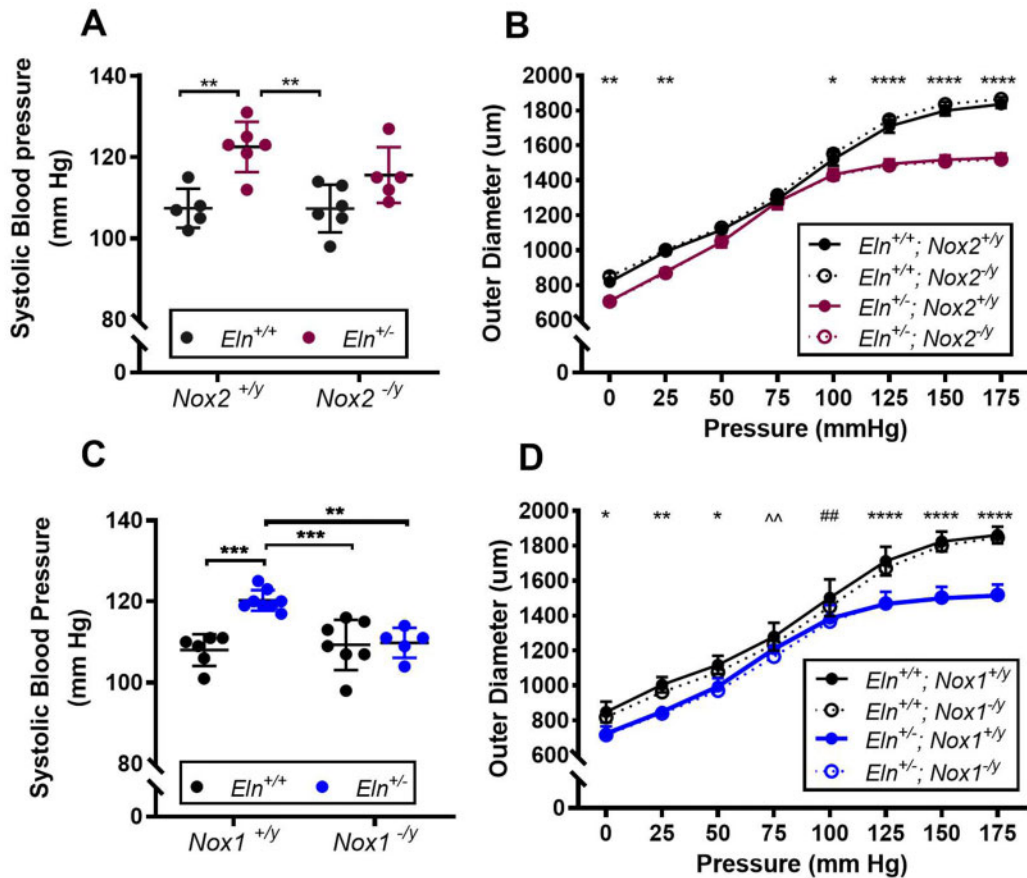 A
Systolic Blood pressure
(mm Hg)
140
120
100
80
0
** **
Eln+/+ Eln+/-
Nox2 +/y Nox2 -/y
B
Outer Diameter (um)
2000
1800
1600
1400
1200
1000
800
600
0
** ** * **** **** ****
Eln+/+; Nox2+/y
Eln+/+; Nox2-/y
Eln+/-; Nox2+/y
Eln+/-; Nox2-/y
0 25 50 75 100 125 150 175
Pressure (mmHg)
C
Systolic Blood Pressure
(mm Hg)
140
120
100
80
0
**
*** ***
Eln+/+ Eln+/-
Nox1 +/y Nox1 -/y
D
Outer Diameter (um)
2000
1800
1600
1400
1200
1000
800
600
0
* ** * ^^ ## **** **** ****
Eln+/+; Nox1+/y
Eln+/+; Nox1-/y
Eln+/-; Nox1+/y
Eln+/-; Nox1-/y
0 25 50 75 100 125 150 175
Pressure (mm Hg)